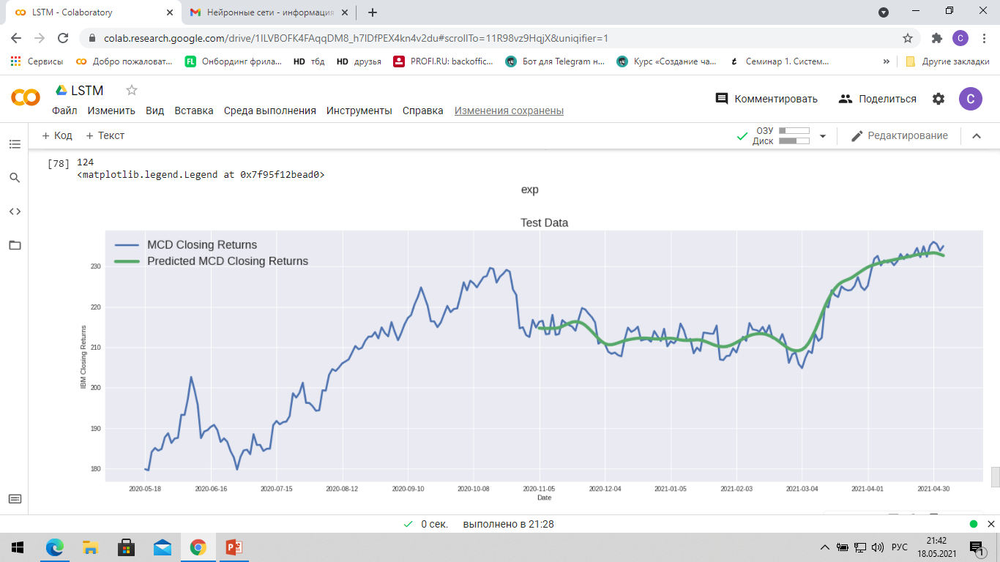 LSTM - Colaboratory
Нейронные сети - информация
colab.research.google.com/drive/1ILVBOFK4FAqqDM8_h7lDfPEX4kn4v2du#scrollTo=11R98vz9HqjX&uniqifier=1
C
Сервисы
Добро пожаловат...
FL Онбординг фрила...
HD тбд
HD друзья
PROFI.RU: backoffic...
Бот для Telegram н...
Курс «Создание ча...
t Семинар 1. Систем...
»
Другие закладки
LSTM
Комментировать
Поделиться
C
Файл Изменить Вид Вставка Среда выполнения Инструменты Справка Изменения сохранены
+ Код + Текст
ОЗУ
Диск
Редактирование
[78] 124
<matplotlib.legend.Legend at 0x7f95f12bead0>
exp
Test Data
MCD Closing Returns
Predicted MCD Closing Returns
IBM Closing Returns
230
220
210
200
190
180
2020-05-18 2020-06-16 2020-07-15 2020-08-12 2020-09-10 2020-10-08 2020-11-05 2020-12-04 2021-01-05 2021-02-03 2021-03-04 2021-04-01 2021-04-30
Date
0 сек. выполнено в 21:28
РУС
21:42
18.05.2021
1